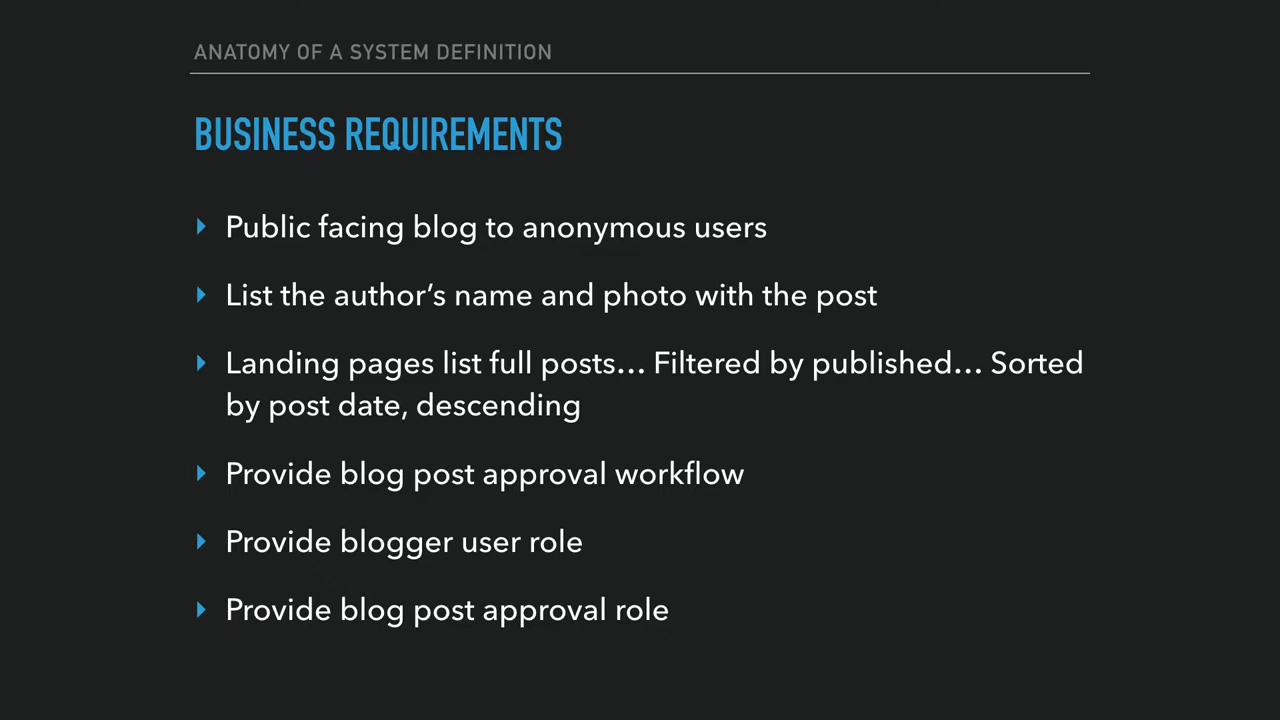 ANATOMY OF A SYSTEM DEFINITION
BUSINESS REQUIREMENTS
Public facing blog to anonymous users
List the author’s name and photo with the post
Landing pages list full posts… Filtered by published… Sorted
by post date, descending
Provide blog post approval workflow
Provide blogger user role
Provide blog post approval role